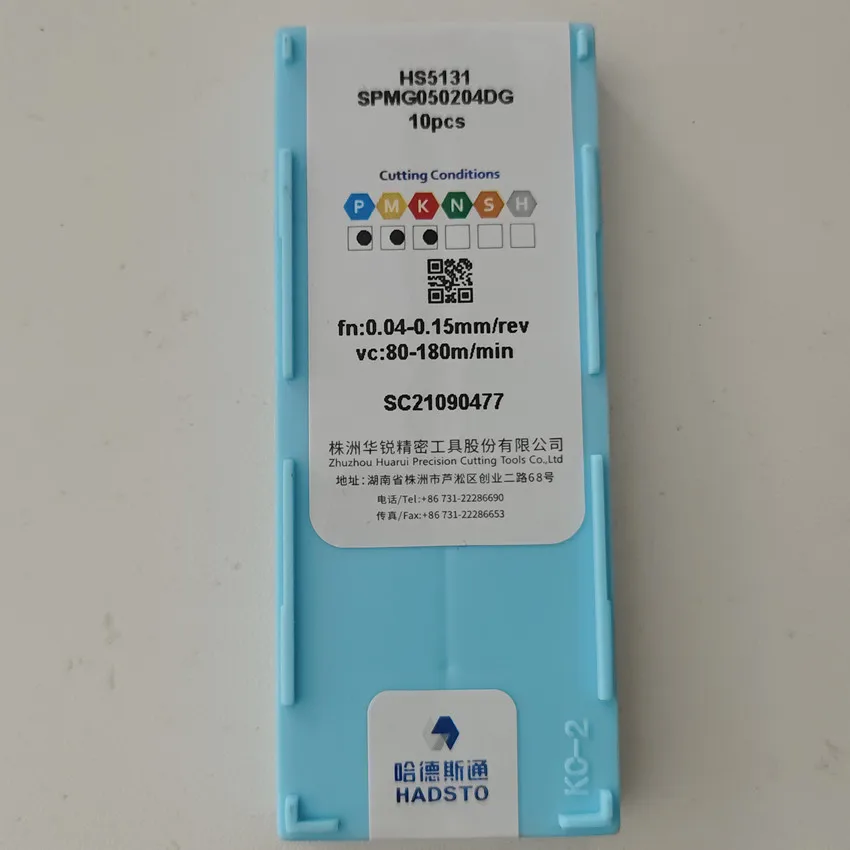 HS5131
SPMG050204DG
10pcs
Cutting Conditions
P M K N S H
fn:0.04-0.15mm/rev
vc:80-180m/min
SC21090477
株洲华锐精密工具股份有限公司
Zhuzhou Huarui Precision Cutting Tools Co.,Ltd
地址:湖南省株洲市芦淞区创业二路68号
电话/Tel:+86 731-22286690
传真/Fax:+86 731-22286653
哈德斯通
HADSTO
KC-2